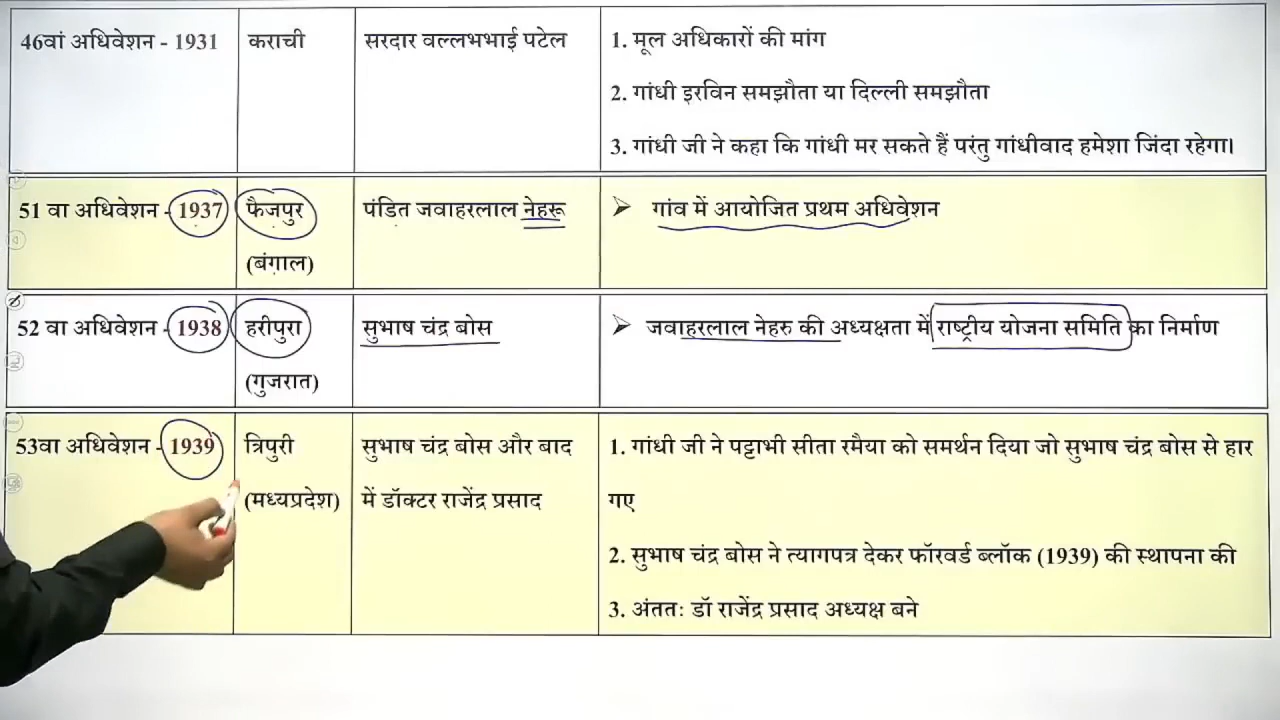 46वां अधिवेशन - 1931 कराची सरदार वल्लभभाई पटेल 1. मूल अधिकारों की मांग
2. गांधी इरविन समझौता या दिल्ली समझौता
3. गांधी जी ने कहा कि गांधी मर सकते हैं परंतु गांधीवाद हमेशा जिंदा रहेगा।
51 वा अधिवेशन - 1937 फैजपुर पंडित जवाहरलाल नेहरू ➢ गांव में आयोजित प्रथम अधिवेशन
(बंगाल)
52 वा अधिवेशन - 1938 हरीपुरा सुभाष चंद्र बोस ➢ जवाहरलाल नेहरु की अध्यक्षता में राष्ट्रीय योजना समिति का निर्माण
(गुजरात)
53वा अधिवेशन - 1939 त्रिपुरी सुभाष चंद्र बोस और बाद 1. गांधी जी ने पट्टाभी सीता रमैया को समर्थन दिया जो सुभाष चंद्र बोस से हार
(मध्यप्रदेश) में डॉक्टर राजेंद्र प्रसाद गए
2. सुभाष चंद्र बोस ने त्यागपत्र देकर फॉरवर्ड ब्लॉक (1939) की स्थापना की
3. अंततः डॉ राजेंद्र प्रसाद अध्यक्ष बने